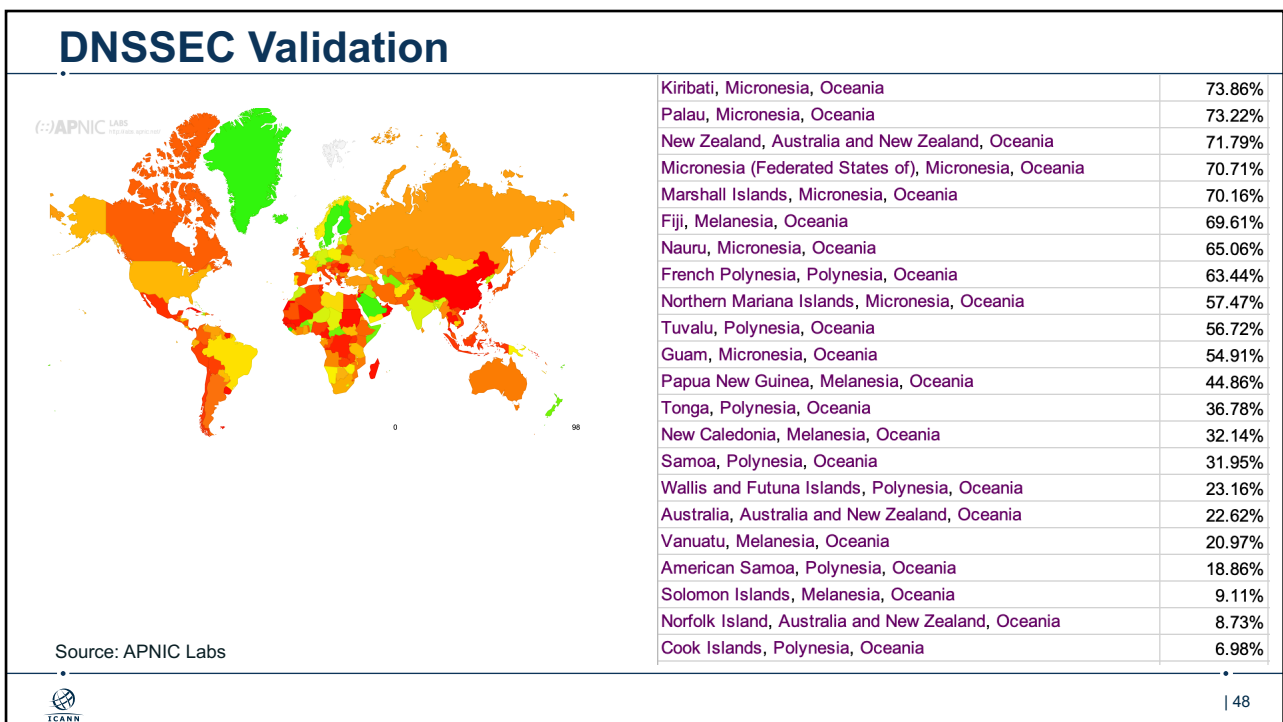 DNSSEC Validation
(::)APNIC LABS
Kiribati, Micronesia, Oceania 73.86%
Palau, Micronesia, Oceania 73.22%
New Zealand, Australia and New Zealand, Oceania 71.79%
Micronesia (Federated States of), Micronesia, Oceania 70.71%
Marshall Islands, Micronesia, Oceania 70.16%
Fiji, Melanesia, Oceania 69.61%
Nauru, Micronesia, Oceania 65.06%
French Polynesia, Polynesia, Oceania 63.44%
Northern Mariana Islands, Micronesia, Oceania 57.47%
Tuvalu, Polynesia, Oceania 56.72%
Guam, Micronesia, Oceania 54.91%
Papua New Guinea, Melanesia, Oceania 44.86%
Tonga, Polynesia, Oceania 36.78%
New Caledonia, Melanesia, Oceania 32.14%
Samoa, Polynesia, Oceania 31.95%
Wallis and Futuna Islands, Polynesia, Oceania 23.16%
Australia, Australia and New Zealand, Oceania 22.62%
Vanuatu, Melanesia, Oceania 20.97%
American Samoa, Polynesia, Oceania 18.86%
Solomon Islands, Melanesia, Oceania 9.11%
Norfolk Island, Australia and New Zealand, Oceania 8.73%
Cook Islands, Polynesia, Oceania 6.98%
0 98
Source: APNIC Labs
ICANN
| 48